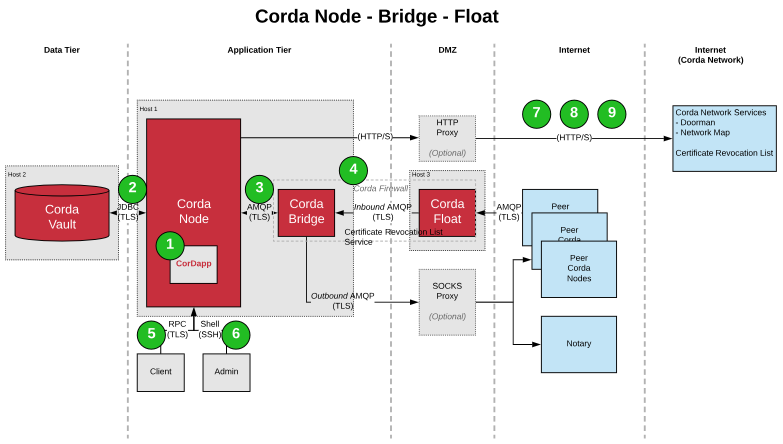 Corda Node - Bridge - Float
Data Tier
Application Tier
DMZ
Internet
Internet
(Corda Network)
Host 1
Host 2
Host 3
Corda
Vault
2
JDBC
(TLS)
Corda
Node
1
CorDapp
3
AMQP
(TLS)
4
Corda Firewall
Corda
Bridge
Inbound AMQP
(TLS)
Corda
Float
Certificate Revocation List
Service
AMQP
(TLS)
(HTTP/S)
HTTP
Proxy
(Optional)
7
8
9
(HTTP/S)
Corda Network Services
- Doorman
- Network Map
Certificate Revocation List
Peer
Peer
Corda
Peer
Corda
Nodes
Outbound AMQP
(TLS)
SOCKS
Proxy
(Optional)
Notary
5
RPC
(TLS)
Shell
(SSH)
6
Client
Admin